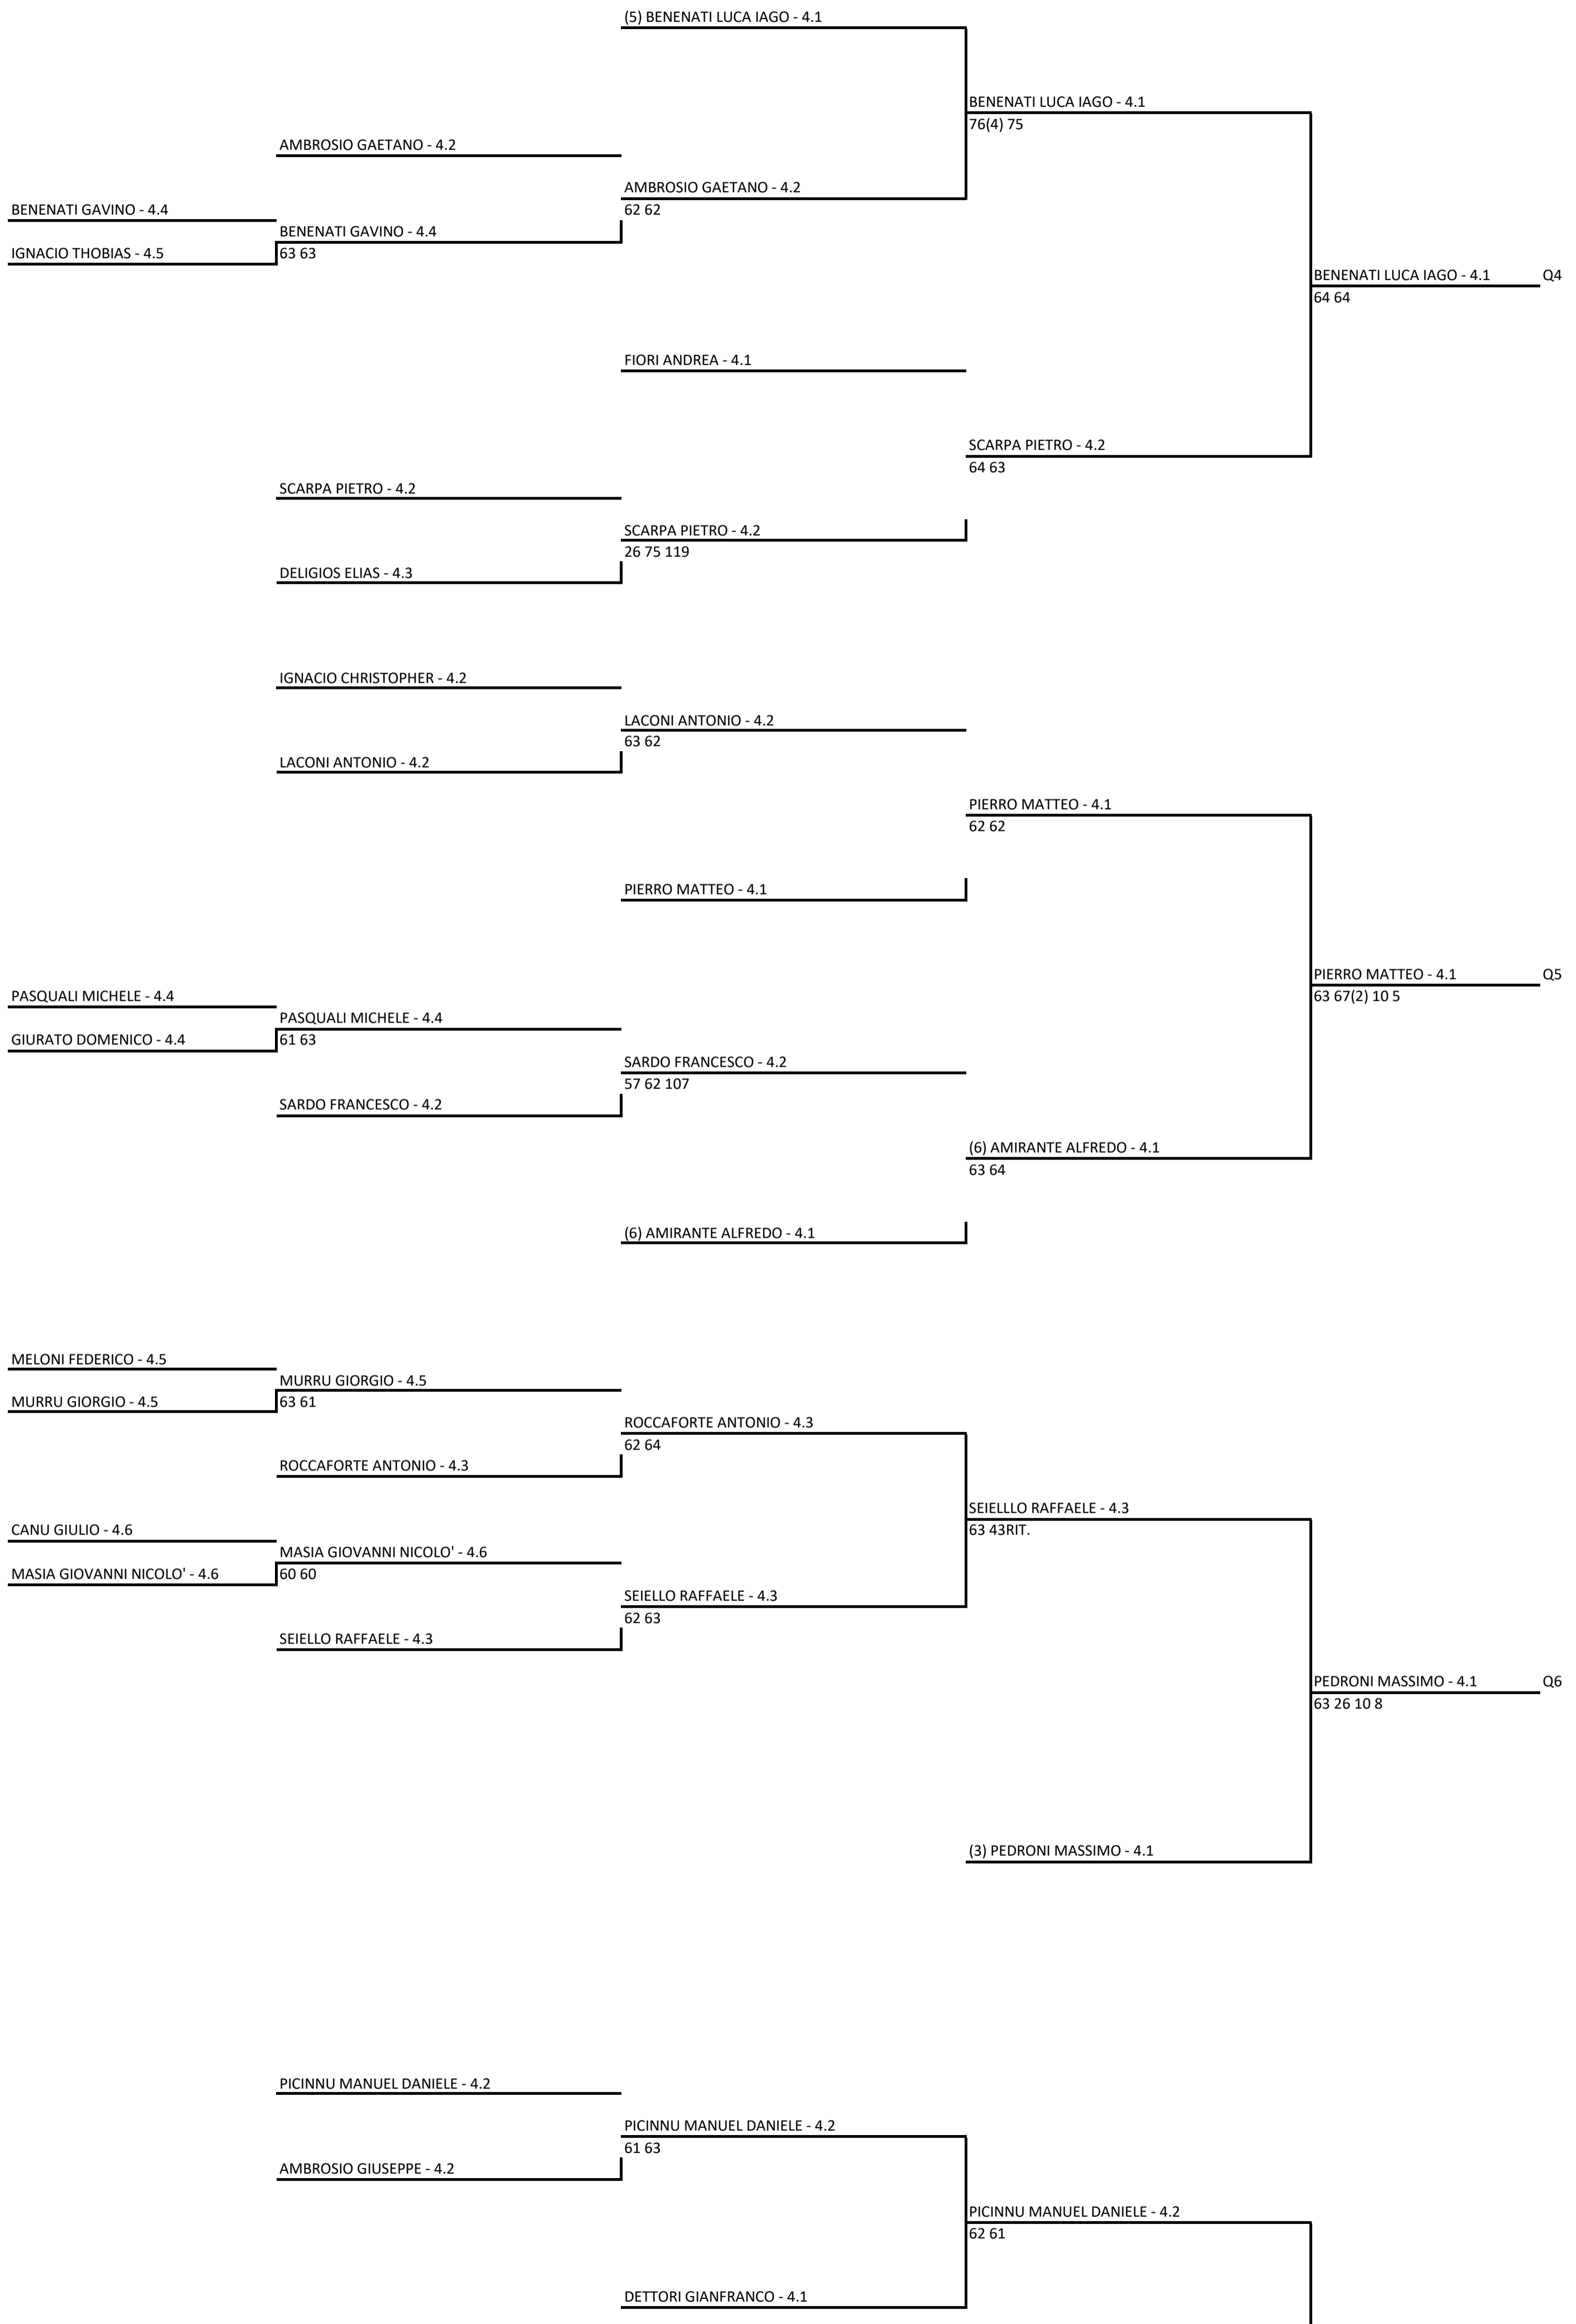 (5) BENENATI LUCA IAGO - 4.1
BENENATI LUCA IAGO - 4.1
76(4) 75
AMBROSIO GAETANO - 4.2
AMBROSIO GAETANO - 4.2
62 62
BENENATI GAVINO - 4.4
BENENATI GAVINO - 4.4
63 63
IGNACIO THOBIAS - 4.5
BENENATI LUCA IAGO - 4.1 Q4
64 64
FIORI ANDREA - 4.1
SCARPA PIETRO - 4.2
64 63
SCARPA PIETRO - 4.2
SCARPA PIETRO - 4.2
26 75 119
DELIGIOS ELIAS - 4.3
IGNACIO CHRISTOPHER - 4.2
LACONI ANTONIO - 4.2
63 62
LACONI ANTONIO - 4.2
PIERRO MATTEO - 4.1
62 62
PIERRO MATTEO - 4.1
PIERRO MATTEO - 4.1 Q5
63 67(2) 10 5
PASQUALI MICHELE - 4.4
PASQUALI MICHELE - 4.4
61 63
GIURATO DOMENICO - 4.4
SARDO FRANCESCO - 4.2
57 62 107
SARDO FRANCESCO - 4.2
(6) AMIRANTE ALFREDO - 4.1
63 64
(6) AMIRANTE ALFREDO - 4.1
MELONI FEDERICO - 4.5
MURRU GIORGIO - 4.5
63 61
MURRU GIORGIO - 4.5
ROCCAFORTE ANTONIO - 4.3
62 64
ROCCAFORTE ANTONIO - 4.3
SEIELLLO RAFFAELE - 4.3
63 43RIT.
CANU GIULIO - 4.6
MASIA GIOVANNI NICOLO' - 4.6
60 60
MASIA GIOVANNI NICOLO' - 4.6
SEIELLO RAFFAELE - 4.3
62 63
SEIELLO RAFFAELE - 4.3
PEDRONI MASSIMO - 4.1 Q6
63 26 10 8
(3) PEDRONI MASSIMO - 4.1
PICINNU MANUEL DANIELE - 4.2
PICINNU MANUEL DANIELE - 4.2
61 63
AMBROSIO GIUSEPPE - 4.2
PICINNU MANUEL DANIELE - 4.2
62 61
DETTORI GIANFRANCO - 4.1